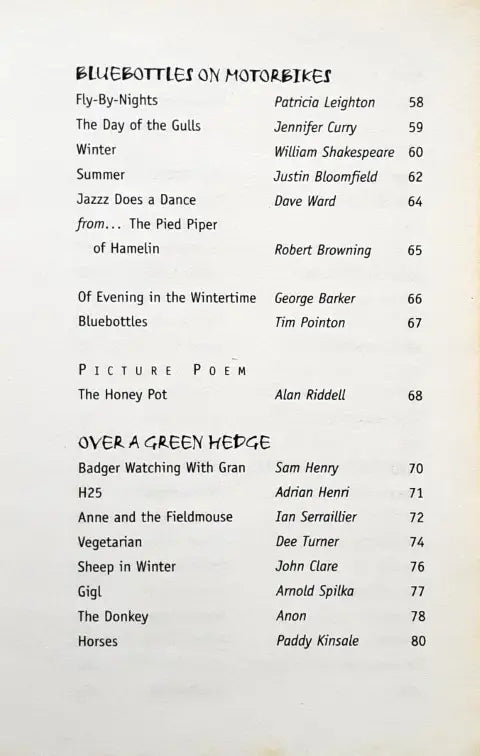 BLUEBOTTLES ON MOTORBIKES
Fly-By-Nights Patricia Leighton 58
The Day of the Gulls Jennifer Curry 59
Winter William Shakespeare 60
Summer Justin Bloomfield 62
Jazzz Does a Dance Dave Ward 64
from... The Pied Piper
of Hamelin Robert Browning 65
Of Evening in the Wintertime George Barker 66
Bluebottles Tim Pointon 67
PICTURE POEM
The Honey Pot Alan Riddell 68
OVER A GREEN HEDGE
Badger Watching With Gran Sam Henry 70
H25 Adrian Henri 71
Anne and the Fieldmouse Ian Serraillier 72
Vegetarian Dee Turner 74
Sheep in Winter John Clare 76
Gigl Arnold Spilka 77
The Donkey Anon 78
Horses Paddy Kinsale 80